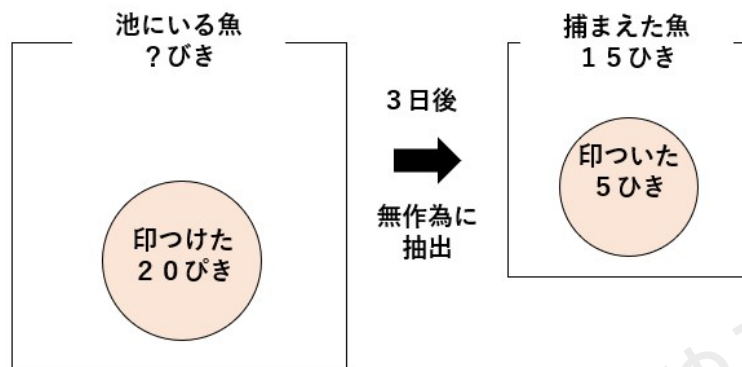 池にいる魚
？びき
印つけた
２０ぴき
３日後
無作為に
抽出
捕まえた魚
１５ひき
印ついた
５ひき